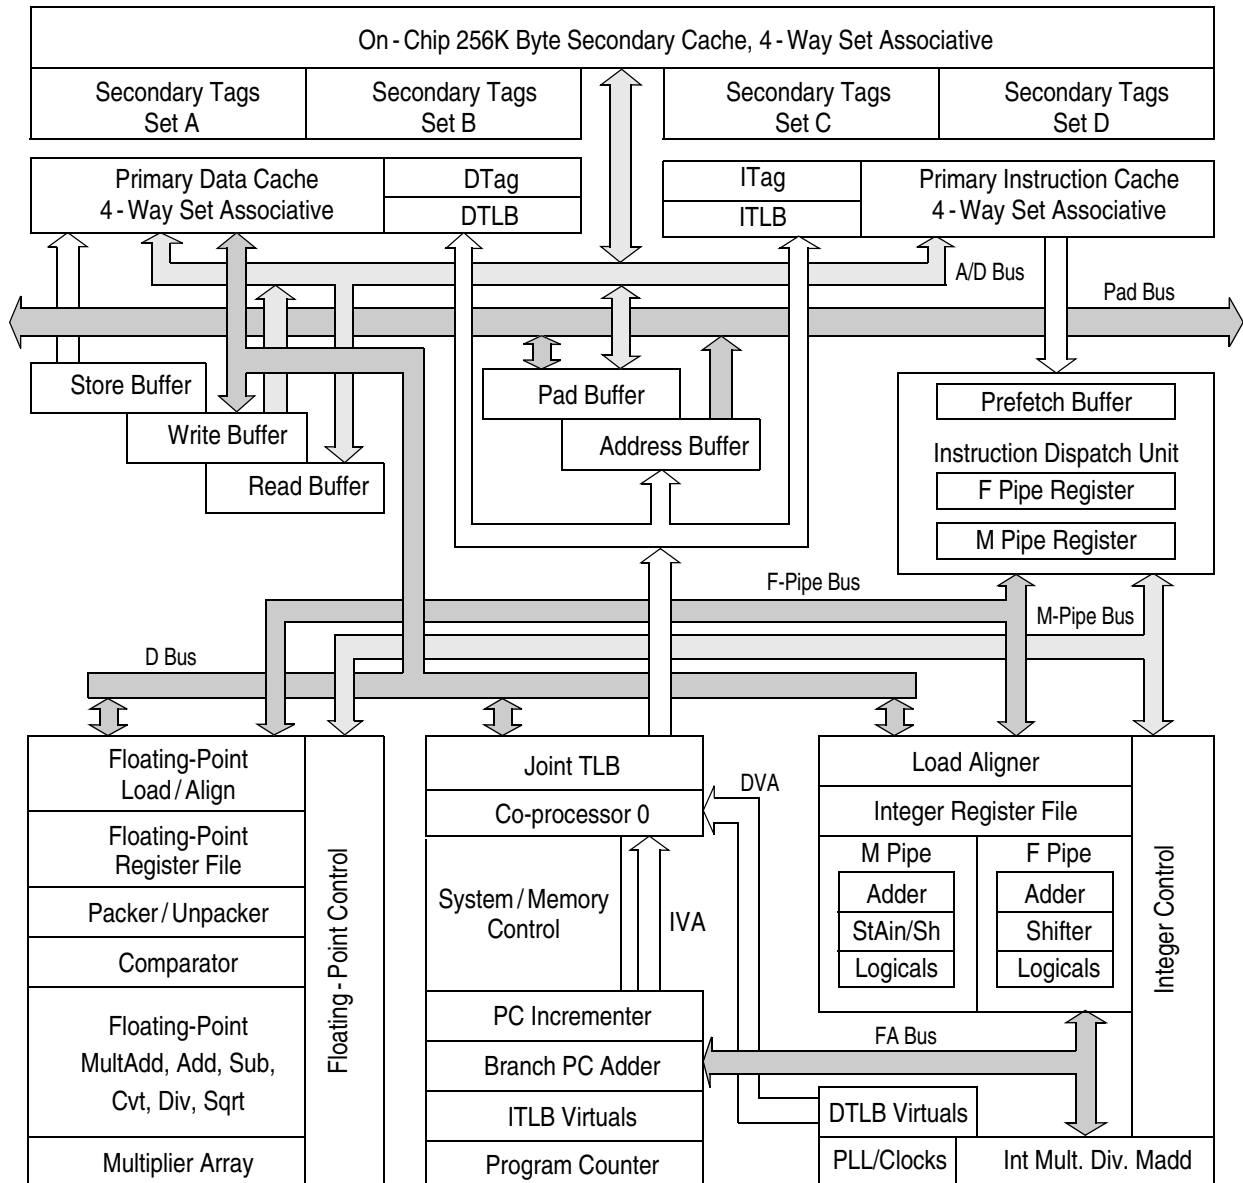 On-Chip 256K Byte Secondary Cache, 4-Way Set Associative
Secondary Tags
Set A
Secondary Tags
Set B
Secondary Tags
Set C
Secondary Tags
Set D
Primary Data Cache
4-Way Set Associative
DTag
DTLB
ITag
ITLB
Primary Instruction Cache
4-Way Set Associative
A/D Bus
Pad Bus
Store Buffer
Write Buffer
Read Buffer
Pad Buffer
Address Buffer
Prefetch Buffer
Instruction Dispatch Unit
F Pipe Register
M Pipe Register
F-Pipe Bus
M-Pipe Bus
D Bus
Floating-Point
Load/Align
Floating-Point
Register File
Packer/Unpacker
Comparator
Floating-Point
MultAdd, Add, Sub,
Cvt, Div, Sqrt
Multiplier Array
Floating-Point Control
Joint TLB
Co-processor 0
System/Memory
Control
IVA
DVA
PC Incrementer
Branch PC Adder
ITLB Virtuals
Program Counter
Load Aligner
Integer Register File
M Pipe
Adder
StAin/Sh
Logicals
F Pipe
Adder
Shifter
Logicals
Integer Control
FA Bus
DTLB Virtuals
PLL/Clocks
Int Mult. Div. Madd